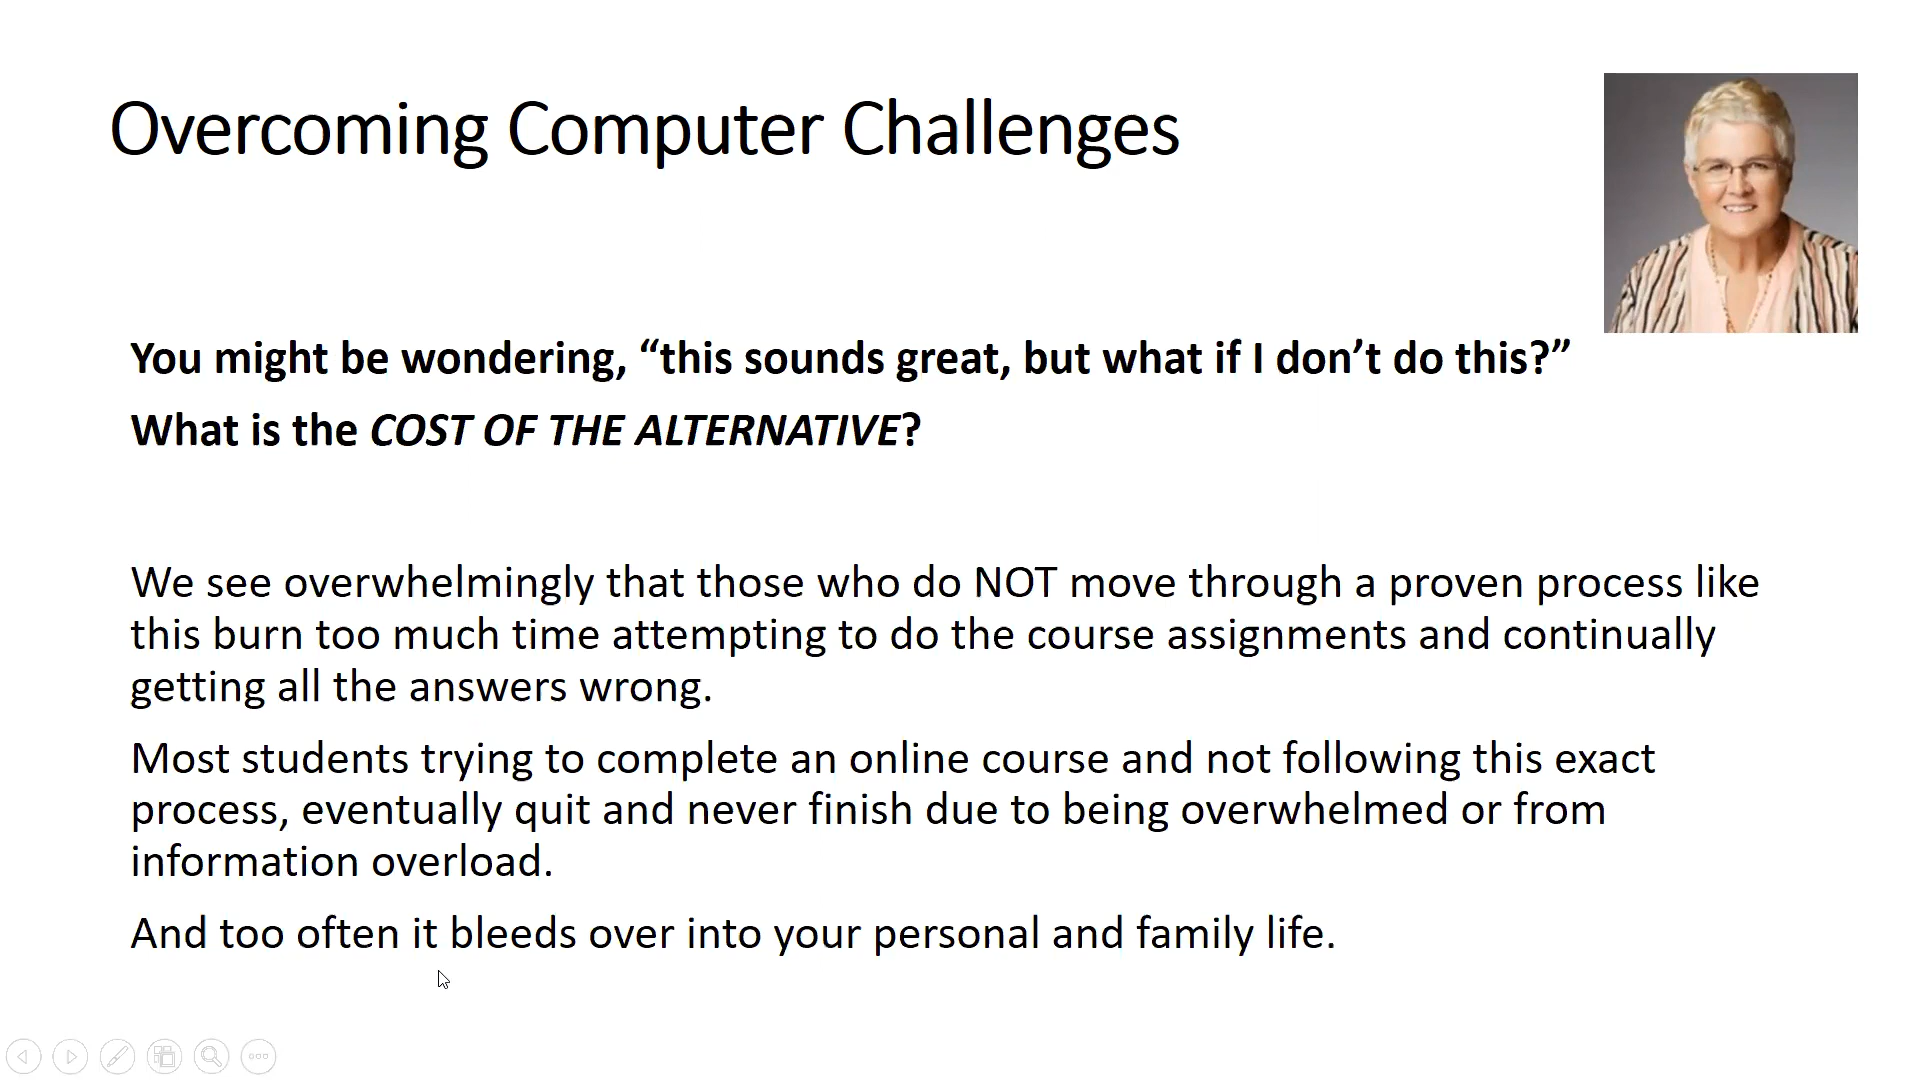 Overcoming Computer Challenges
You might be wondering, “this sounds great, but what if I don’t do this?”
What is the COST OF THE ALTERNATIVE?
We see overwhelmingly that those who do NOT move through a proven process like
this burn too much time attempting to do the course assignments and continually
getting all the answers wrong.
Most students trying to complete an online course and not following this exact
process, eventually quit and never finish due to being overwhelmed or from
information overload.
And too often it bleeds over into your personal and family life.